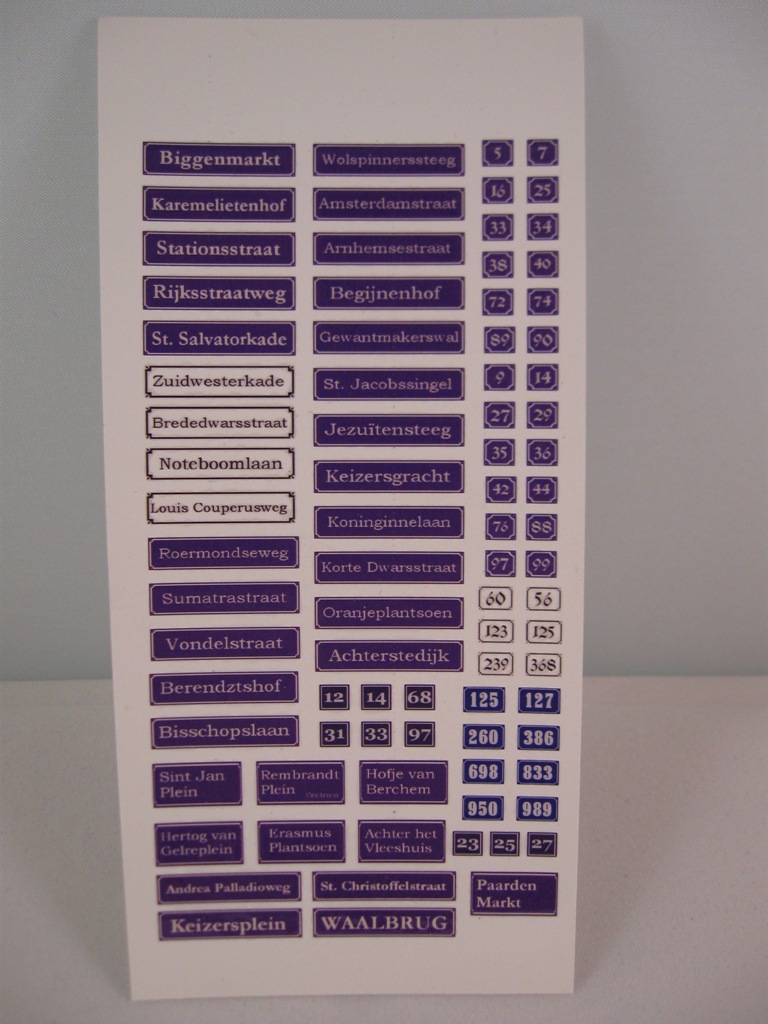 Biggenmarkt
Karemelietenhof
Stationsstraat
Rijksstraatweg
St. Salvatorkade
Zuidwesterkade
Brededwarsstraat
Noteboomlaan
Louis Couperusweg
Roermondseweg
Sumatrastraat
Vondelstraat
Berendztshof
Bisschopslaan
Wolspinnerssteeg
Amsterdamstraat
Arnhemsestraat
Begijnenhof
Gewantmakerswal
St. Jacobssingel
Jezuïtensteeg
Keizersgracht
Koninginnelaan
Korte Dwarsstraat
Oranjeplantsoen
Achterstedijk
5 7
16 25
33 34
38 40
72 74
89 90
9 14
27 29
35 36
42 44
76 88
97 99
60 56
123 125
239 368
12 14 68
31 33 97
125 127
260 386
698 833
950 989
23 25 27
Sint Jan
Plein
Rembrandt
Plein Centrum
Hofje van
Berchem
Hertog van
Gelreplein
Erasmus
Plantsoen
Achter het
Vleeshuis
Andrea Palladioweg
St. Christoffelstraat
Paarden
Markt
Keizersplein
WAALBRUG